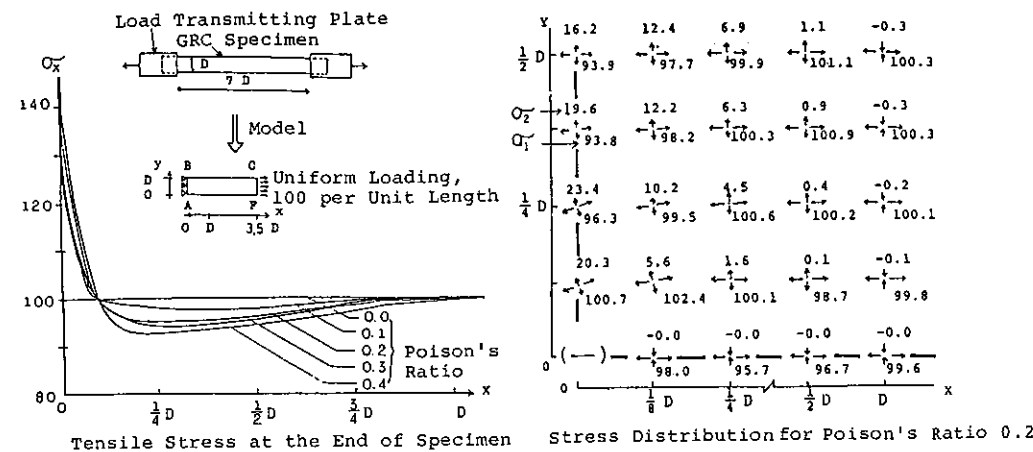 Load Transmitting Plate
GRC Specimen
D
7 D
Model
y B C
D
O
A F x
O D 3,5 D
Uniform Loading,
100 per Unit Length
σx
140
120
100
80
0.0
0.1
0.2
0.3
0.4
Poison's
Ratio
O 1/4 D 1/2 D 3/4 D D x
Tensile Stress at the End of Specimen
Y 16.2 12.4 6.9 1.1 -0.3
1/2 D 93.9 97.7 99.9 101.1 100.3
σ2 19.6 12.2 6.3 0.9 -0.3
σ1 93.8 98.2 100.3 100.9 100.3
23.4 10.2 4.5 0.4 -0.2
1/4 D 96.3 99.5 100.6 100.2 100.1
20.3 5.6 1.6 0.1 -0.1
100.7 102.4 100.1 98.7 99.8
-0.0 -0.0 -0.0 -0.0
0 ( — ) x
98.0 95.7 96.7 99.6
0 1/8 D 1/4 D 1/2 D D
Stress Distribution for Poison's Ratio 0.2